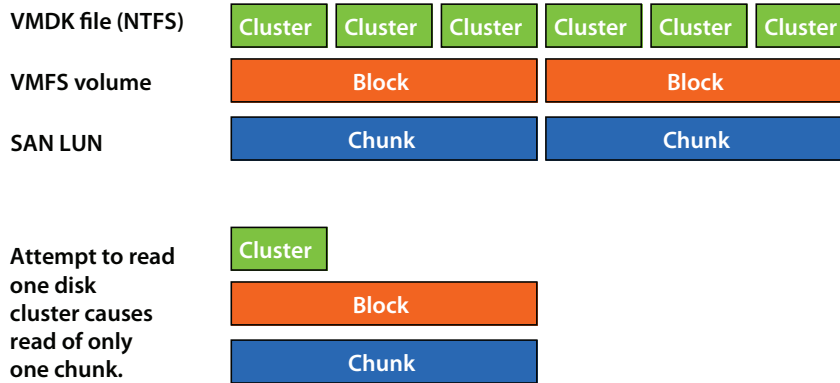 VMDK file (NTFS) Cluster Cluster Cluster Cluster Cluster Cluster
VMFS volume Block Block
SAN LUN Chunk Chunk
Cluster
Attempt to read
one disk
Block
cluster causes
read of only
one chunk.
Chunk